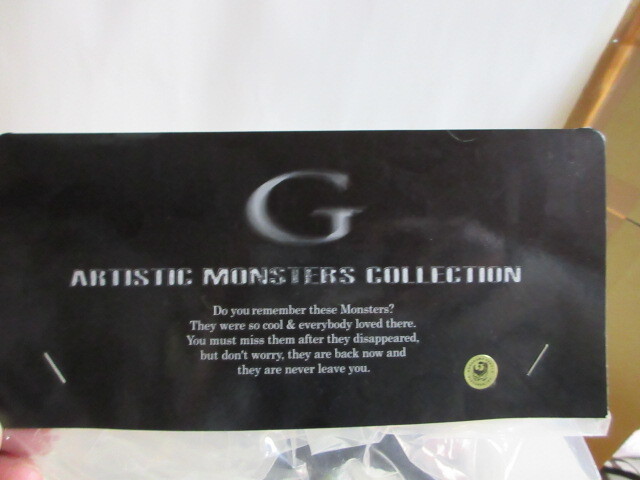 G
ARTISTIC MONSTERS COLLECTION
Do you remember these Monsters?
They were so cool & everybody loved there.
You must miss them after they disappeared,
but don't worry, they are back now and
they are never leave you.